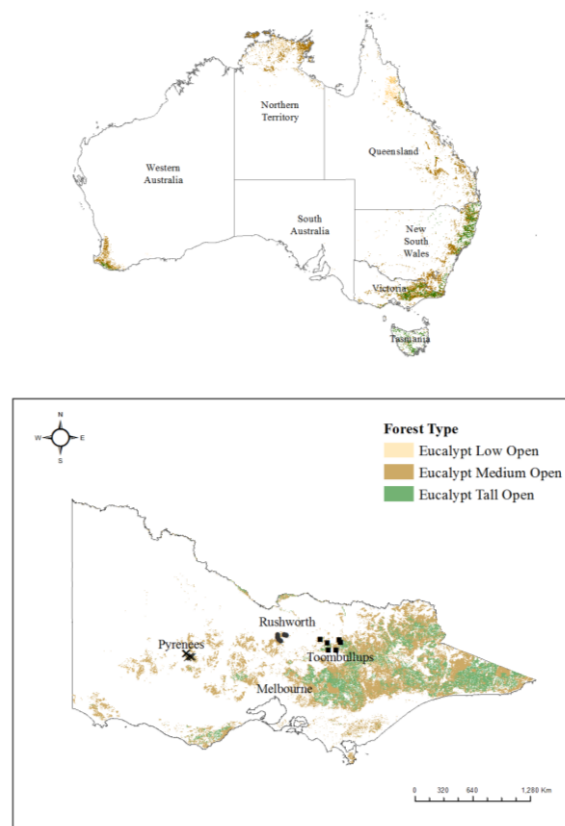 Northern
Territory
Queensland
Western
Australia
South
Australia
New
South
Wales
Victoria
Tasmania
N
W E
S
Forest Type
Eucalypt Low Open
Eucalypt Medium Open
Eucalypt Tall Open
Rushworth
Pyrenees
Toombullups
Melbourne
0 320 640 1,280 Km